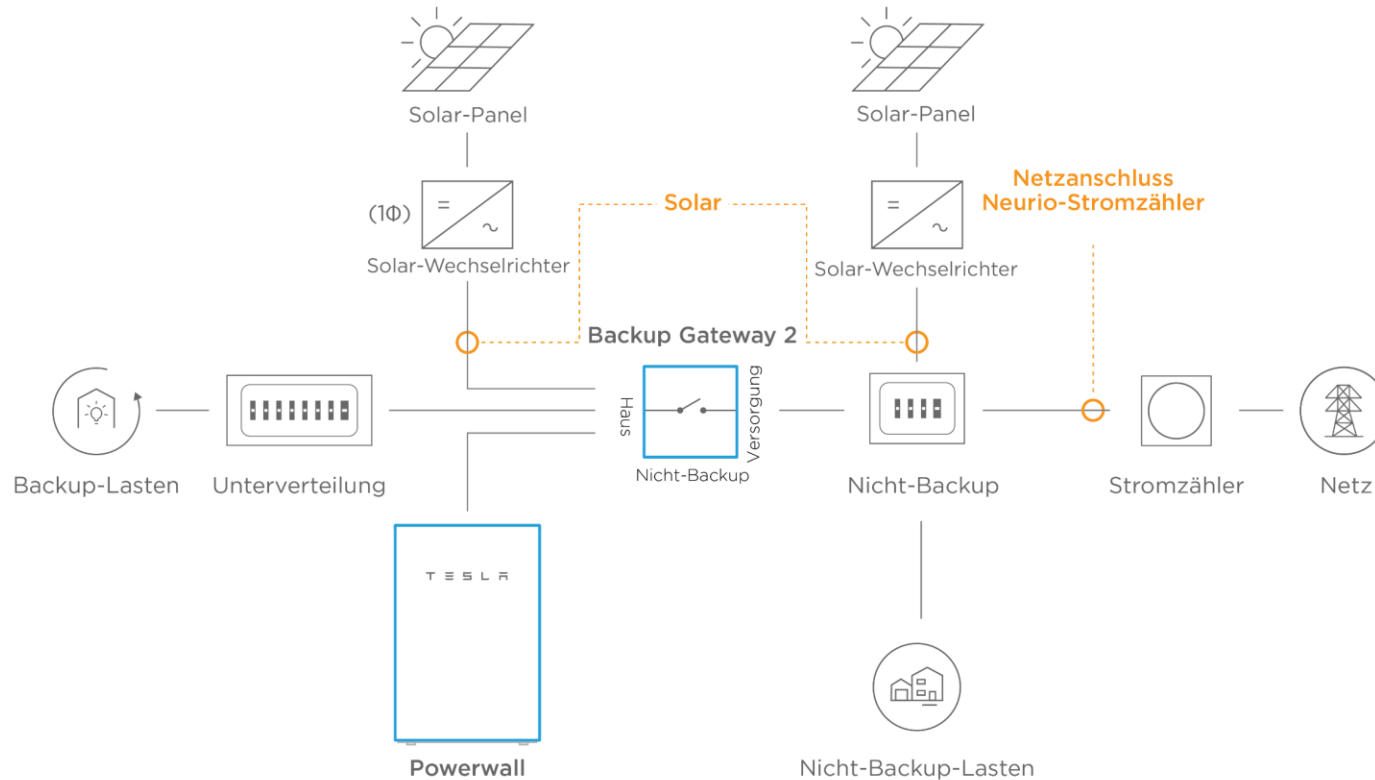 Solar-Panel
Solar-Panel
Netzanschluss
Neurio-Stromzähler
Solar
(1Φ)
Solar-Wechselrichter
Solar-Wechselrichter
Backup Gateway 2
Haus
Versorgung
Nicht-Backup
Backup-Lasten
Unterverteilung
Nicht-Backup
Stromzähler
Netz
TESLA
Powerwall
Nicht-Backup-Lasten